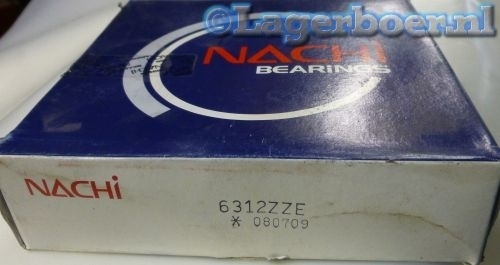 ©Lagerboer.nl
NACHi
BEARINGS
NACHi
6312ZZE
* 080709